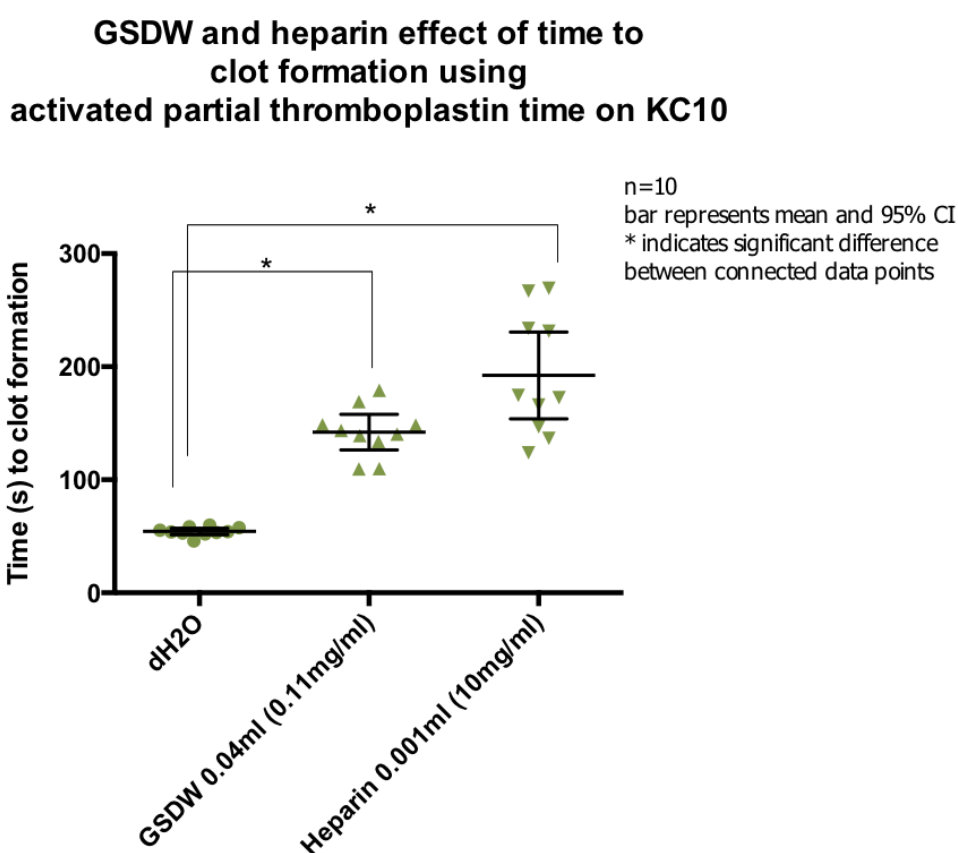 GSDW and heparin effect of time to
clot formation using
activated partial thromboplastin time on KC10
n=10
bar represents mean and 95% CI
* indicates significant difference
between connected data points
*
*
Time (s) to clot formation
300
200
100
0
dH2O
GSDW 0.04ml (0.11mg/ml)
Heparin 0.001ml (10mg/ml)